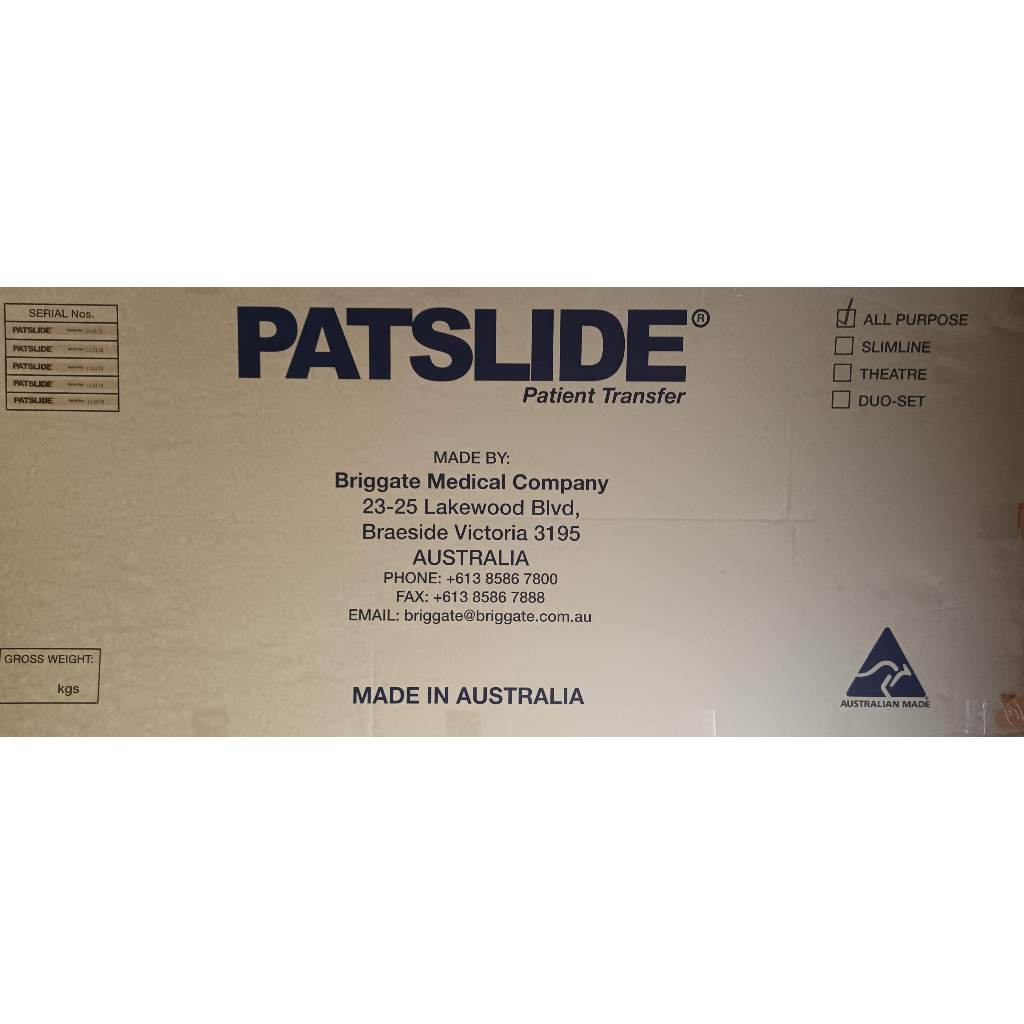 SERIAL Nos.
PATSLIDE
PATSLIDE
PATSLIDE
PATSLIDE
PATSLIDE
PATSLIDE®
Patient Transfer
ALL PURPOSE
SLIMLINE
THEATRE
DUO-SET
MADE BY:
Briggate Medical Company
23-25 Lakewood Blvd,
Braeside Victoria 3195
AUSTRALIA
PHONE: +613 8586 7800
FAX: +613 8586 7888
EMAIL: briggate@briggate.com.au
GROSS WEIGHT:
kgs
MADE IN AUSTRALIA
AUSTRALIAN MADE